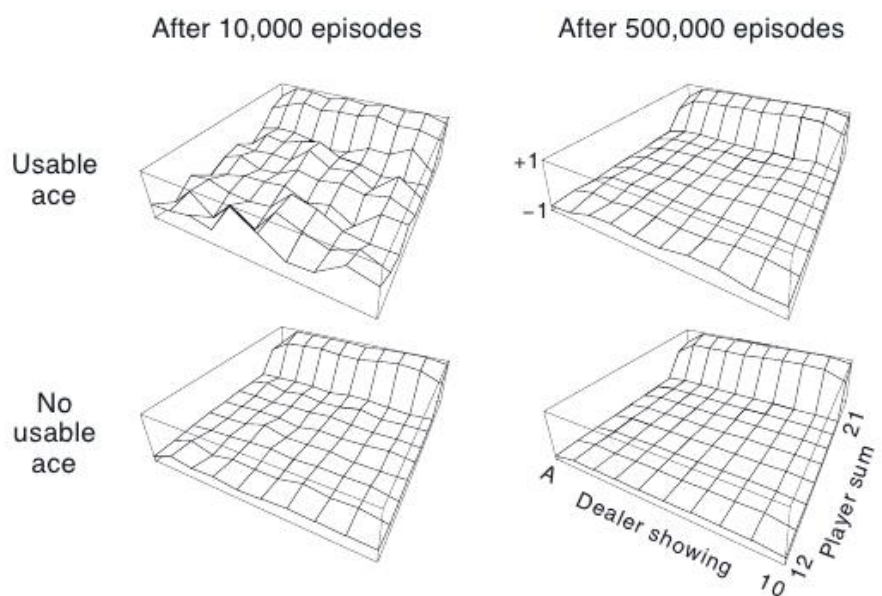 After 10,000 episodes
After 500,000 episodes
Usable
ace
+1
−1
No
usable
ace
A
Dealer showing
10
12
Player sum
21